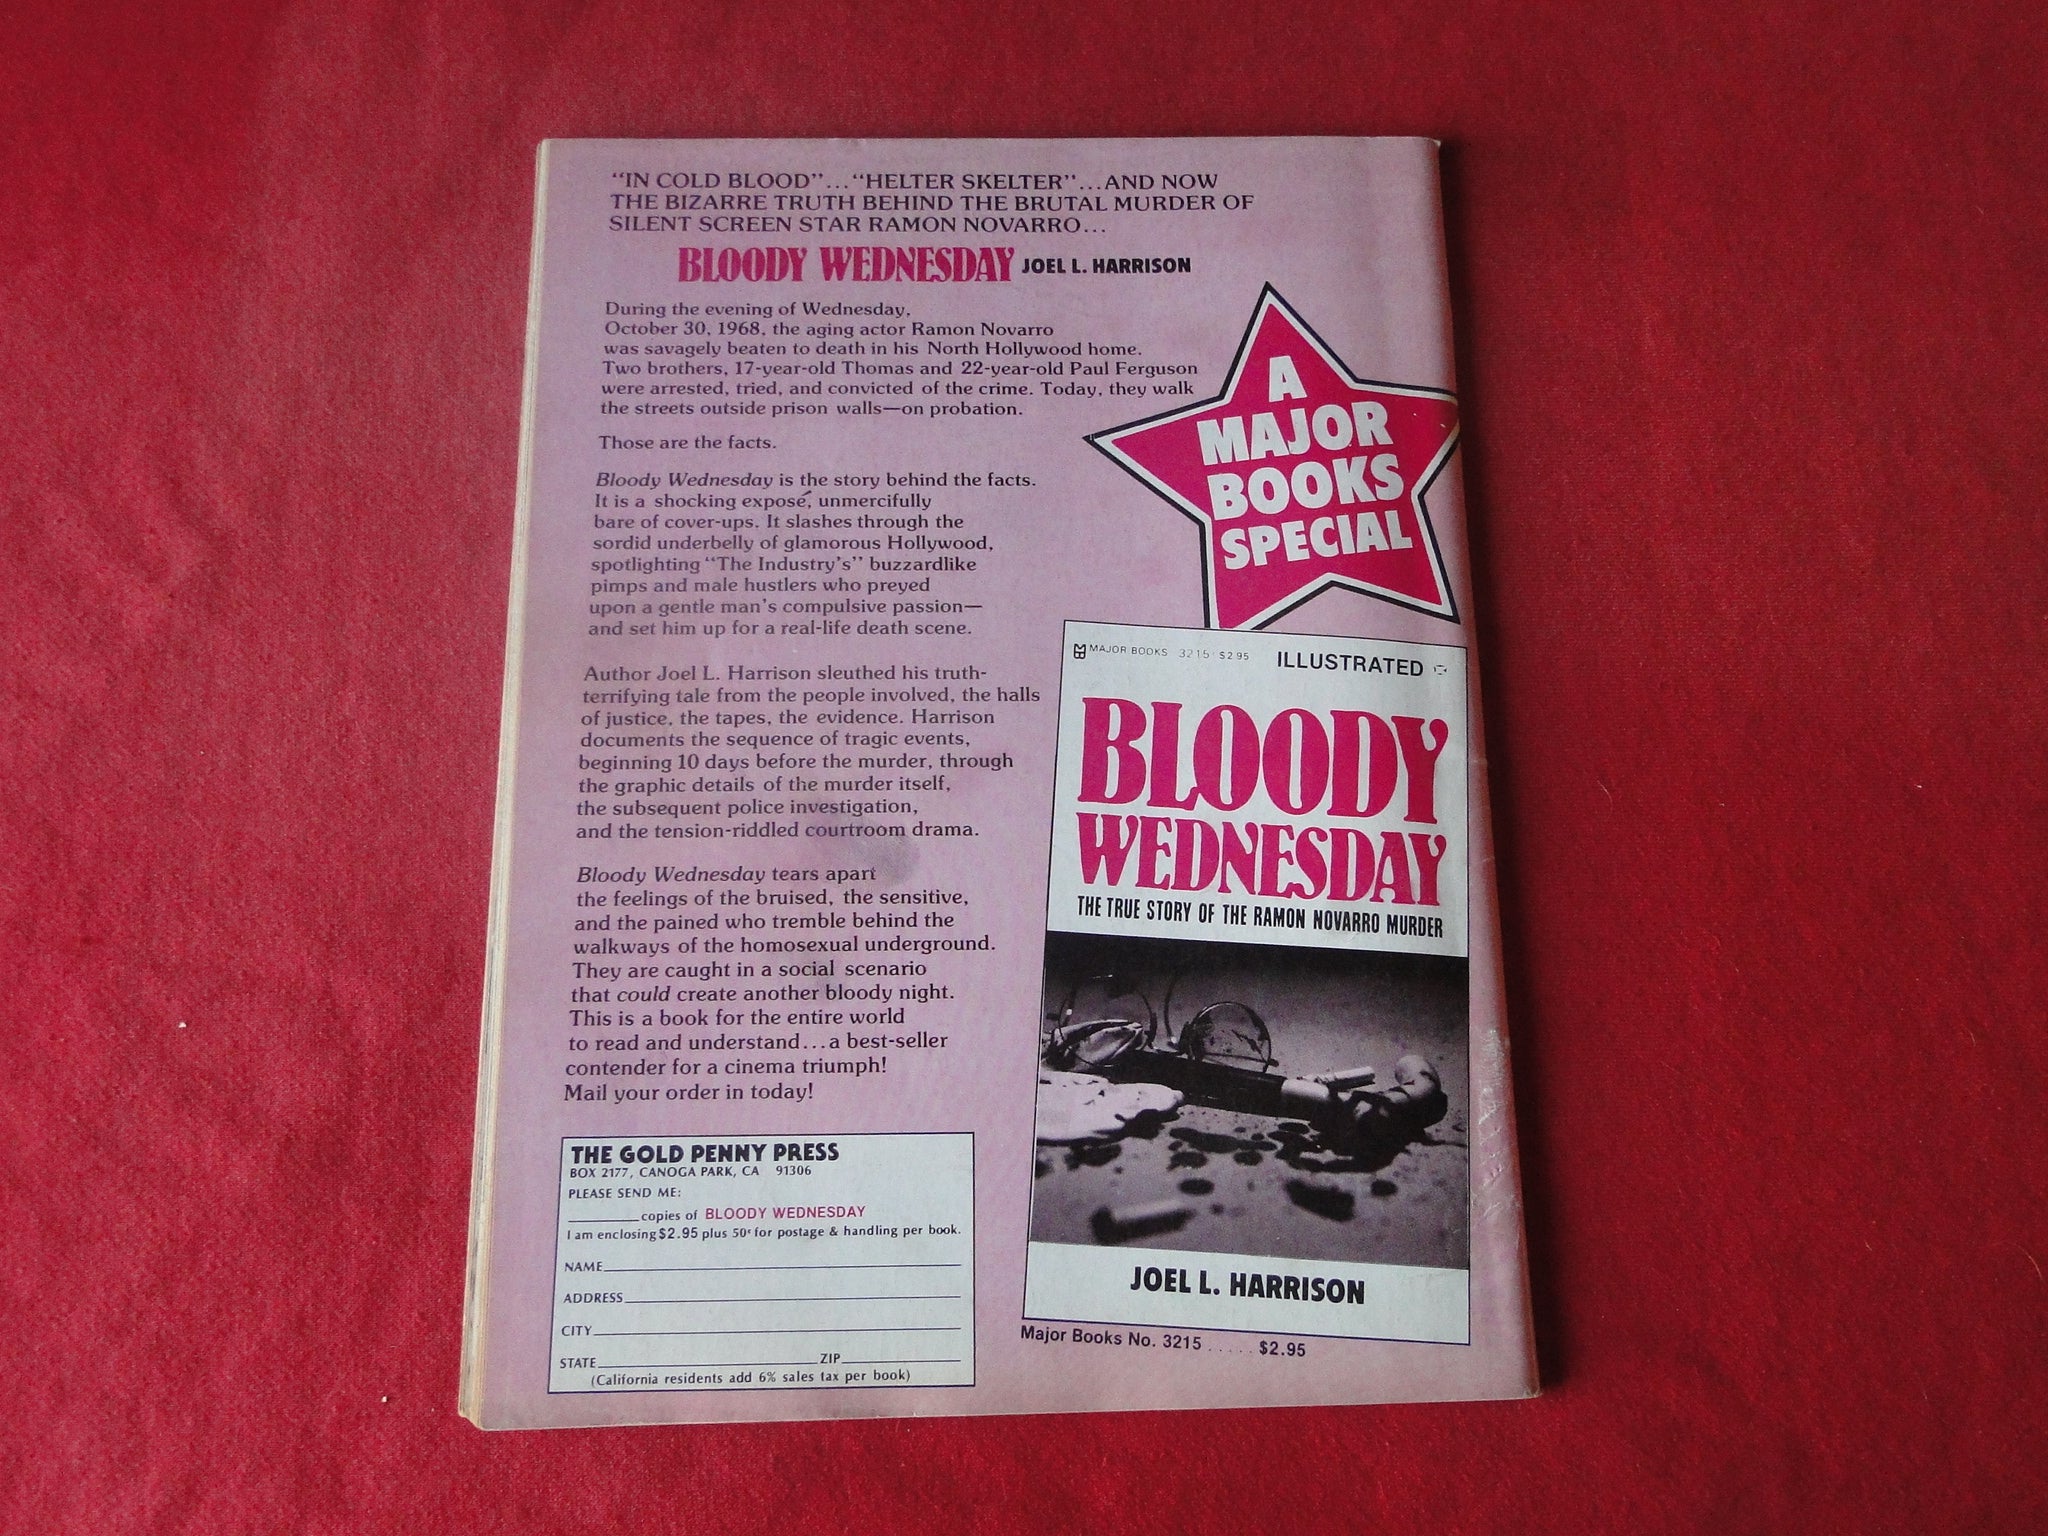 "IN COLD BLOOD"..."HELTER SKELTER"...AND NOW
THE BIZARRE TRUTH BEHIND THE BRUTAL MURDER OF
SILENT SCREEN STAR RAMON NOVARRO...
BLOODY WEDNESDAY JOEL L. HARRISON
During the evening of Wednesday,
October 30, 1968, the aging actor Ramon Novarro
was savagely beaten to death in his North Hollywood home.
Two brothers, 17-year-old Thomas and 22-year-old Paul Ferguson
were arrested, tried, and convicted of the crime. Today, they walk
the streets outside prison walls—on probation.
Those are the facts.
Bloody Wednesday is the story behind the facts.
It is a shocking exposé, unmercifully
bare of cover-ups. It slashes through the
sordid underbelly of glamorous Hollywood,
spotlighting "The Industry's" buzzardlike
pimps and male hustlers who preyed
upon a gentle man's compulsive passion—
and set him up for a real-life death scene.
Author Joel L. Harrison sleuthed his truth-
terrifying tale from the people involved, the halls
of justice, the tapes, the evidence. Harrison
documents the sequence of tragic events,
beginning 10 days before the murder, through
the graphic details of the murder itself,
the subsequent police investigation,
and the tension-riddled courtroom drama.
Bloody Wednesday tears apart
the feelings of the bruised, the sensitive,
and the pained who tremble behind the
walkways of the homosexual underground.
They are caught in a social scenario
that could create another bloody night.
This is a book for the entire world
to read and understand...a best-seller
contender for a cinema triumph!
Mail your order in today!
THE GOLD PENNY PRESS
BOX 2177, CANOGA PARK, CA 91306
PLEASE SEND ME:
______ copies of BLOODY WEDNESDAY
I am enclosing $2.95 plus 50¢ for postage & handling per book.
NAME
ADDRESS
CITY
STATE ZIP
(California residents add 6% sales tax per book)
A
MAJOR
BOOKS
SPECIAL
MAJOR BOOKS 3215 · $2.95 ILLUSTRATED
BLOODY
WEDNESDAY
THE TRUE STORY OF THE RAMON NOVARRO MURDER
JOEL L. HARRISON
Major Books No. 3215 ..... $2.95